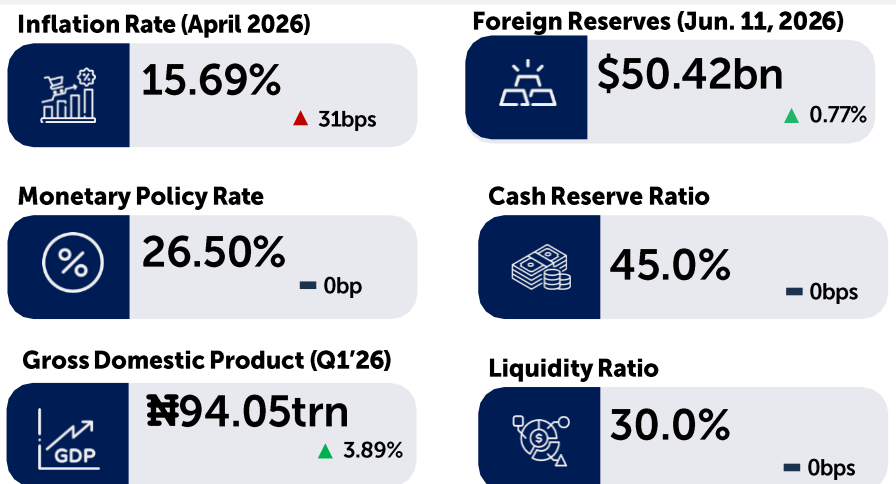 Inflation Rate (April 2026)
15.69%
▲ 31bps
Foreign Reserves (Jun. 11, 2026)
$50.42bn
▲ 0.77%
Monetary Policy Rate
%
26.50%
0bp
Cash Reserve Ratio
45.0%
0bps
Gross Domestic Product (Q1'26)
GDP
₦94.05trn
▲ 3.89%
Liquidity Ratio
$
30.0%
0bps